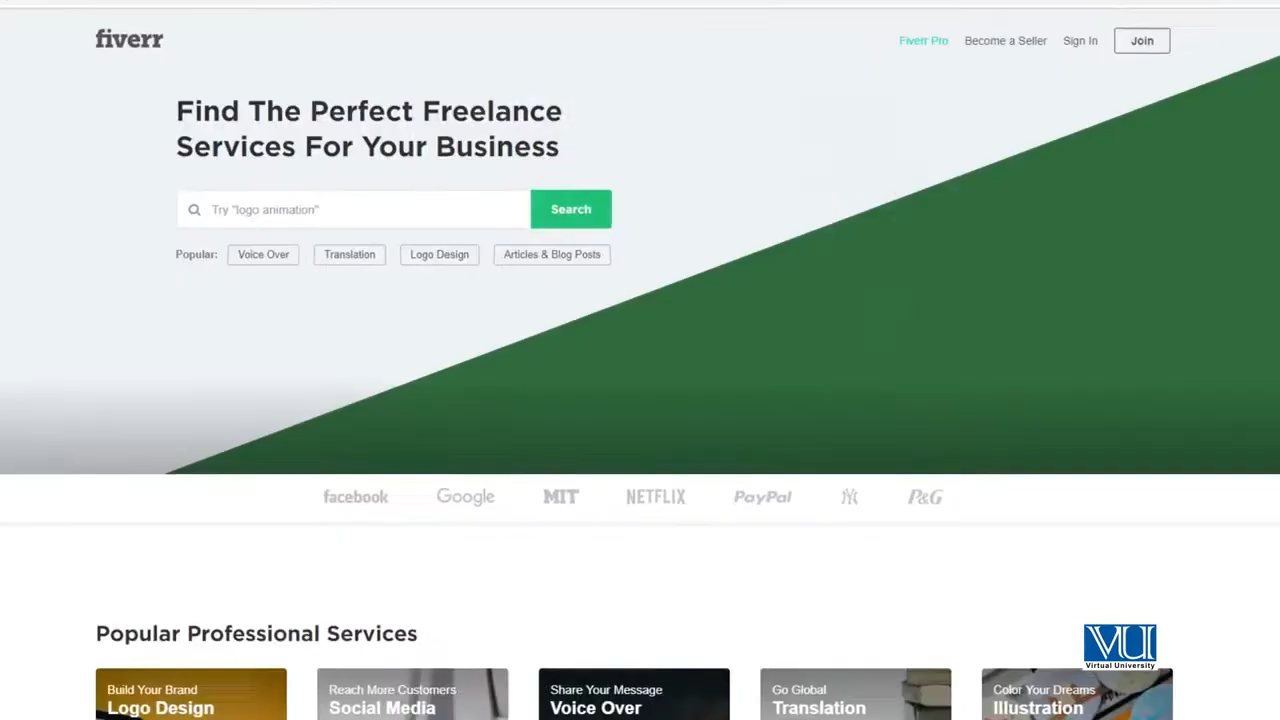 fiverr
Fiverr Pro
Become a Seller
Sign In
Join
Find The Perfect Freelance
Services For Your Business
Try "logo animation"
Search
Popular:
Voice Over
Translation
Logo Design
Articles & Blog Posts
facebook
Google
MIT
NETFLIX
PayPal
NY
P&G
Popular Professional Services
VU
Virtual University
Build Your Brand
Logo Design
Reach More Customers
Social Media
Share Your Message
Voice Over
Go Global
Translation
Color Your Dreams
Illustration